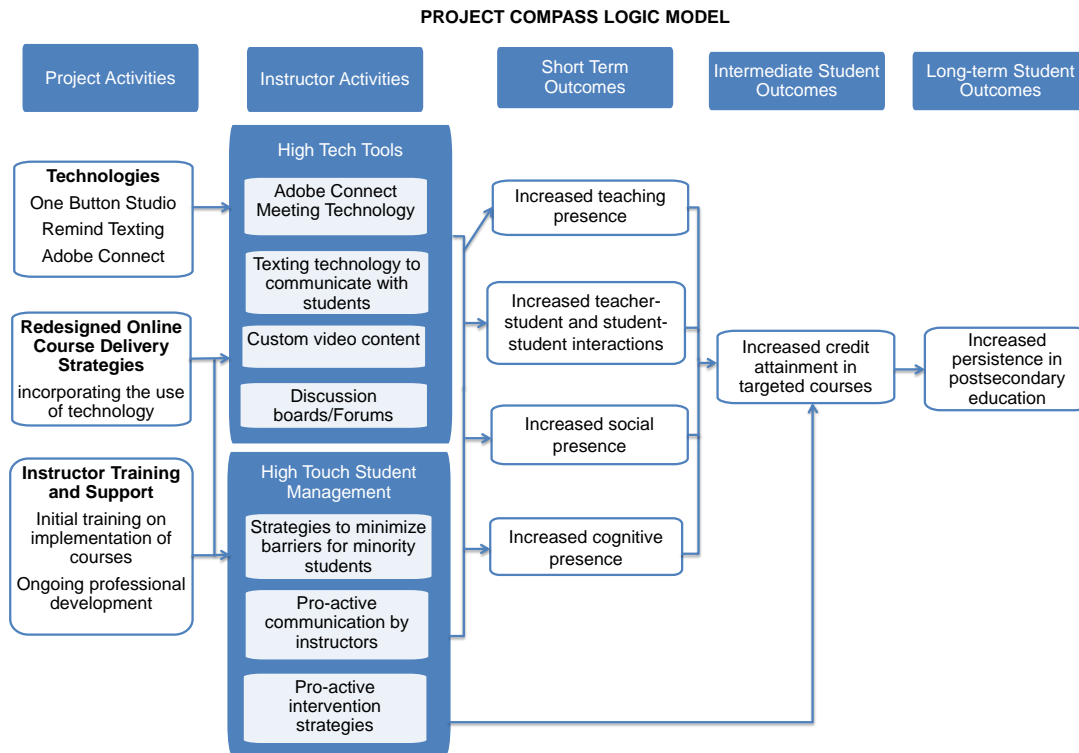 PROJECT COMPASS LOGIC MODEL
Project Activities
Instructor Activities
Short Term
Outcomes
Intermediate Student
Outcomes
Long-term Student
Outcomes
Technologies
One Button Studio
Remind Texting
Adobe Connect
Redesigned Online
Course Delivery
Strategies
incorporating the use
of technology
Instructor Training
and Support
Initial training on
implementation of
courses
Ongoing professional
development
High Tech Tools
Adobe Connect
Meeting Technology
Texting technology to
communicate with
students
Custom video content
Discussion
boards/Forums
High Touch Student
Management
Strategies to minimize
barriers for minority
students
Pro-active
communication by
instructors
Pro-active
intervention
strategies
Increased teaching
presence
Increased teacher-
student and student-
student interactions
Increased social
presence
Increased cognitive
presence
Increased credit
attainment in
targeted courses
Increased
persistence in
postsecondary
education